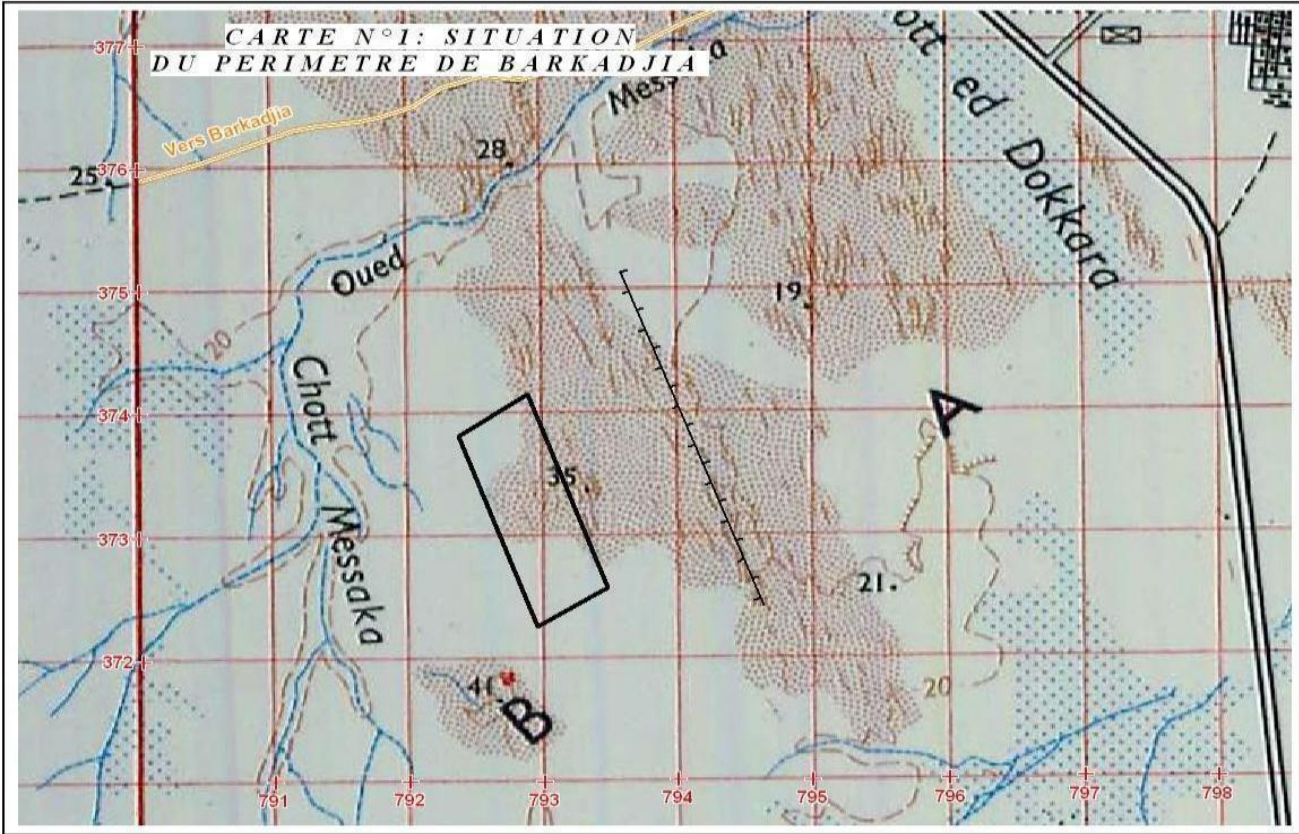 CARTE N°1: SITUATION
DU PERIMETRE DE BARKADJIA
377
Messaka
ott ed Dokkara
Vers Barkadjia
28
376
25
Oued
375
19
20
Chott Messaka
374
A
35
373
21
372
41
B
20
791 792 793 794 795 796 797 798